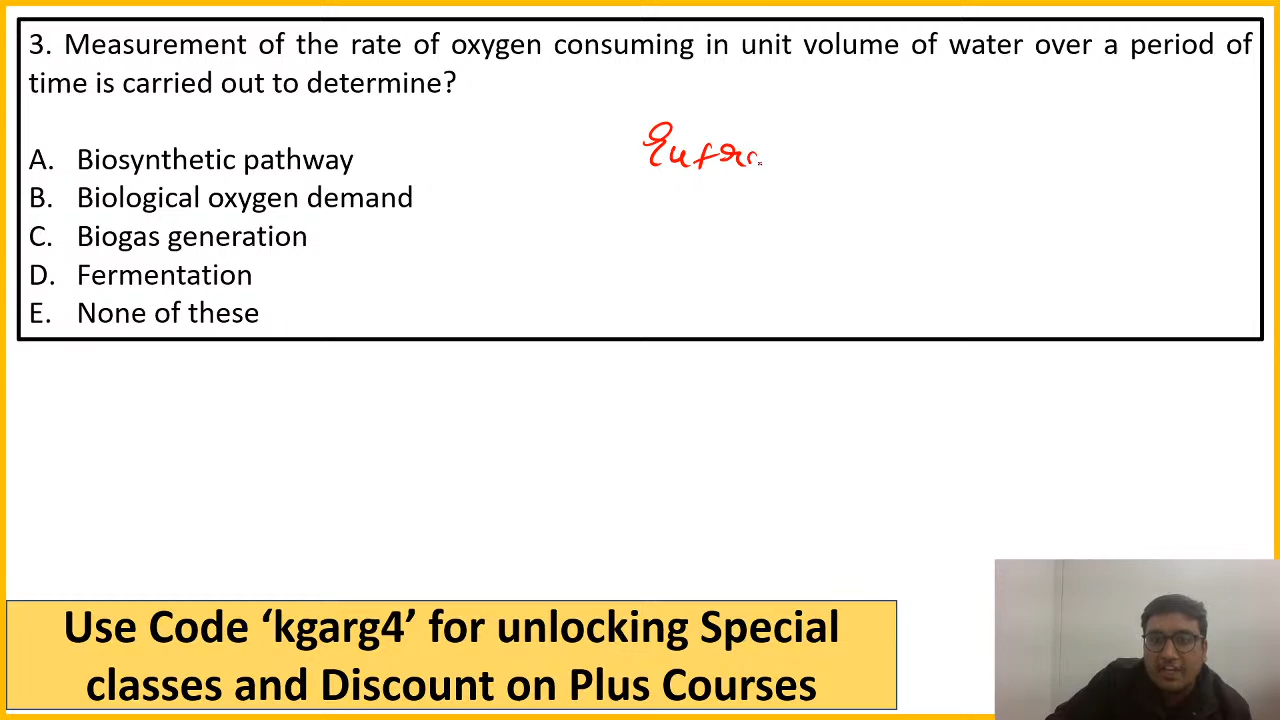 3. Measurement of the rate of oxygen consuming in unit volume of water over a period of
time is carried out to determine?
A. Biosynthetic pathway
B. Biological oxygen demand
C. Biogas generation
D. Fermentation
E. None of these
Use Code ‘kgarg4’ for unlocking Special
classes and Discount on Plus Courses